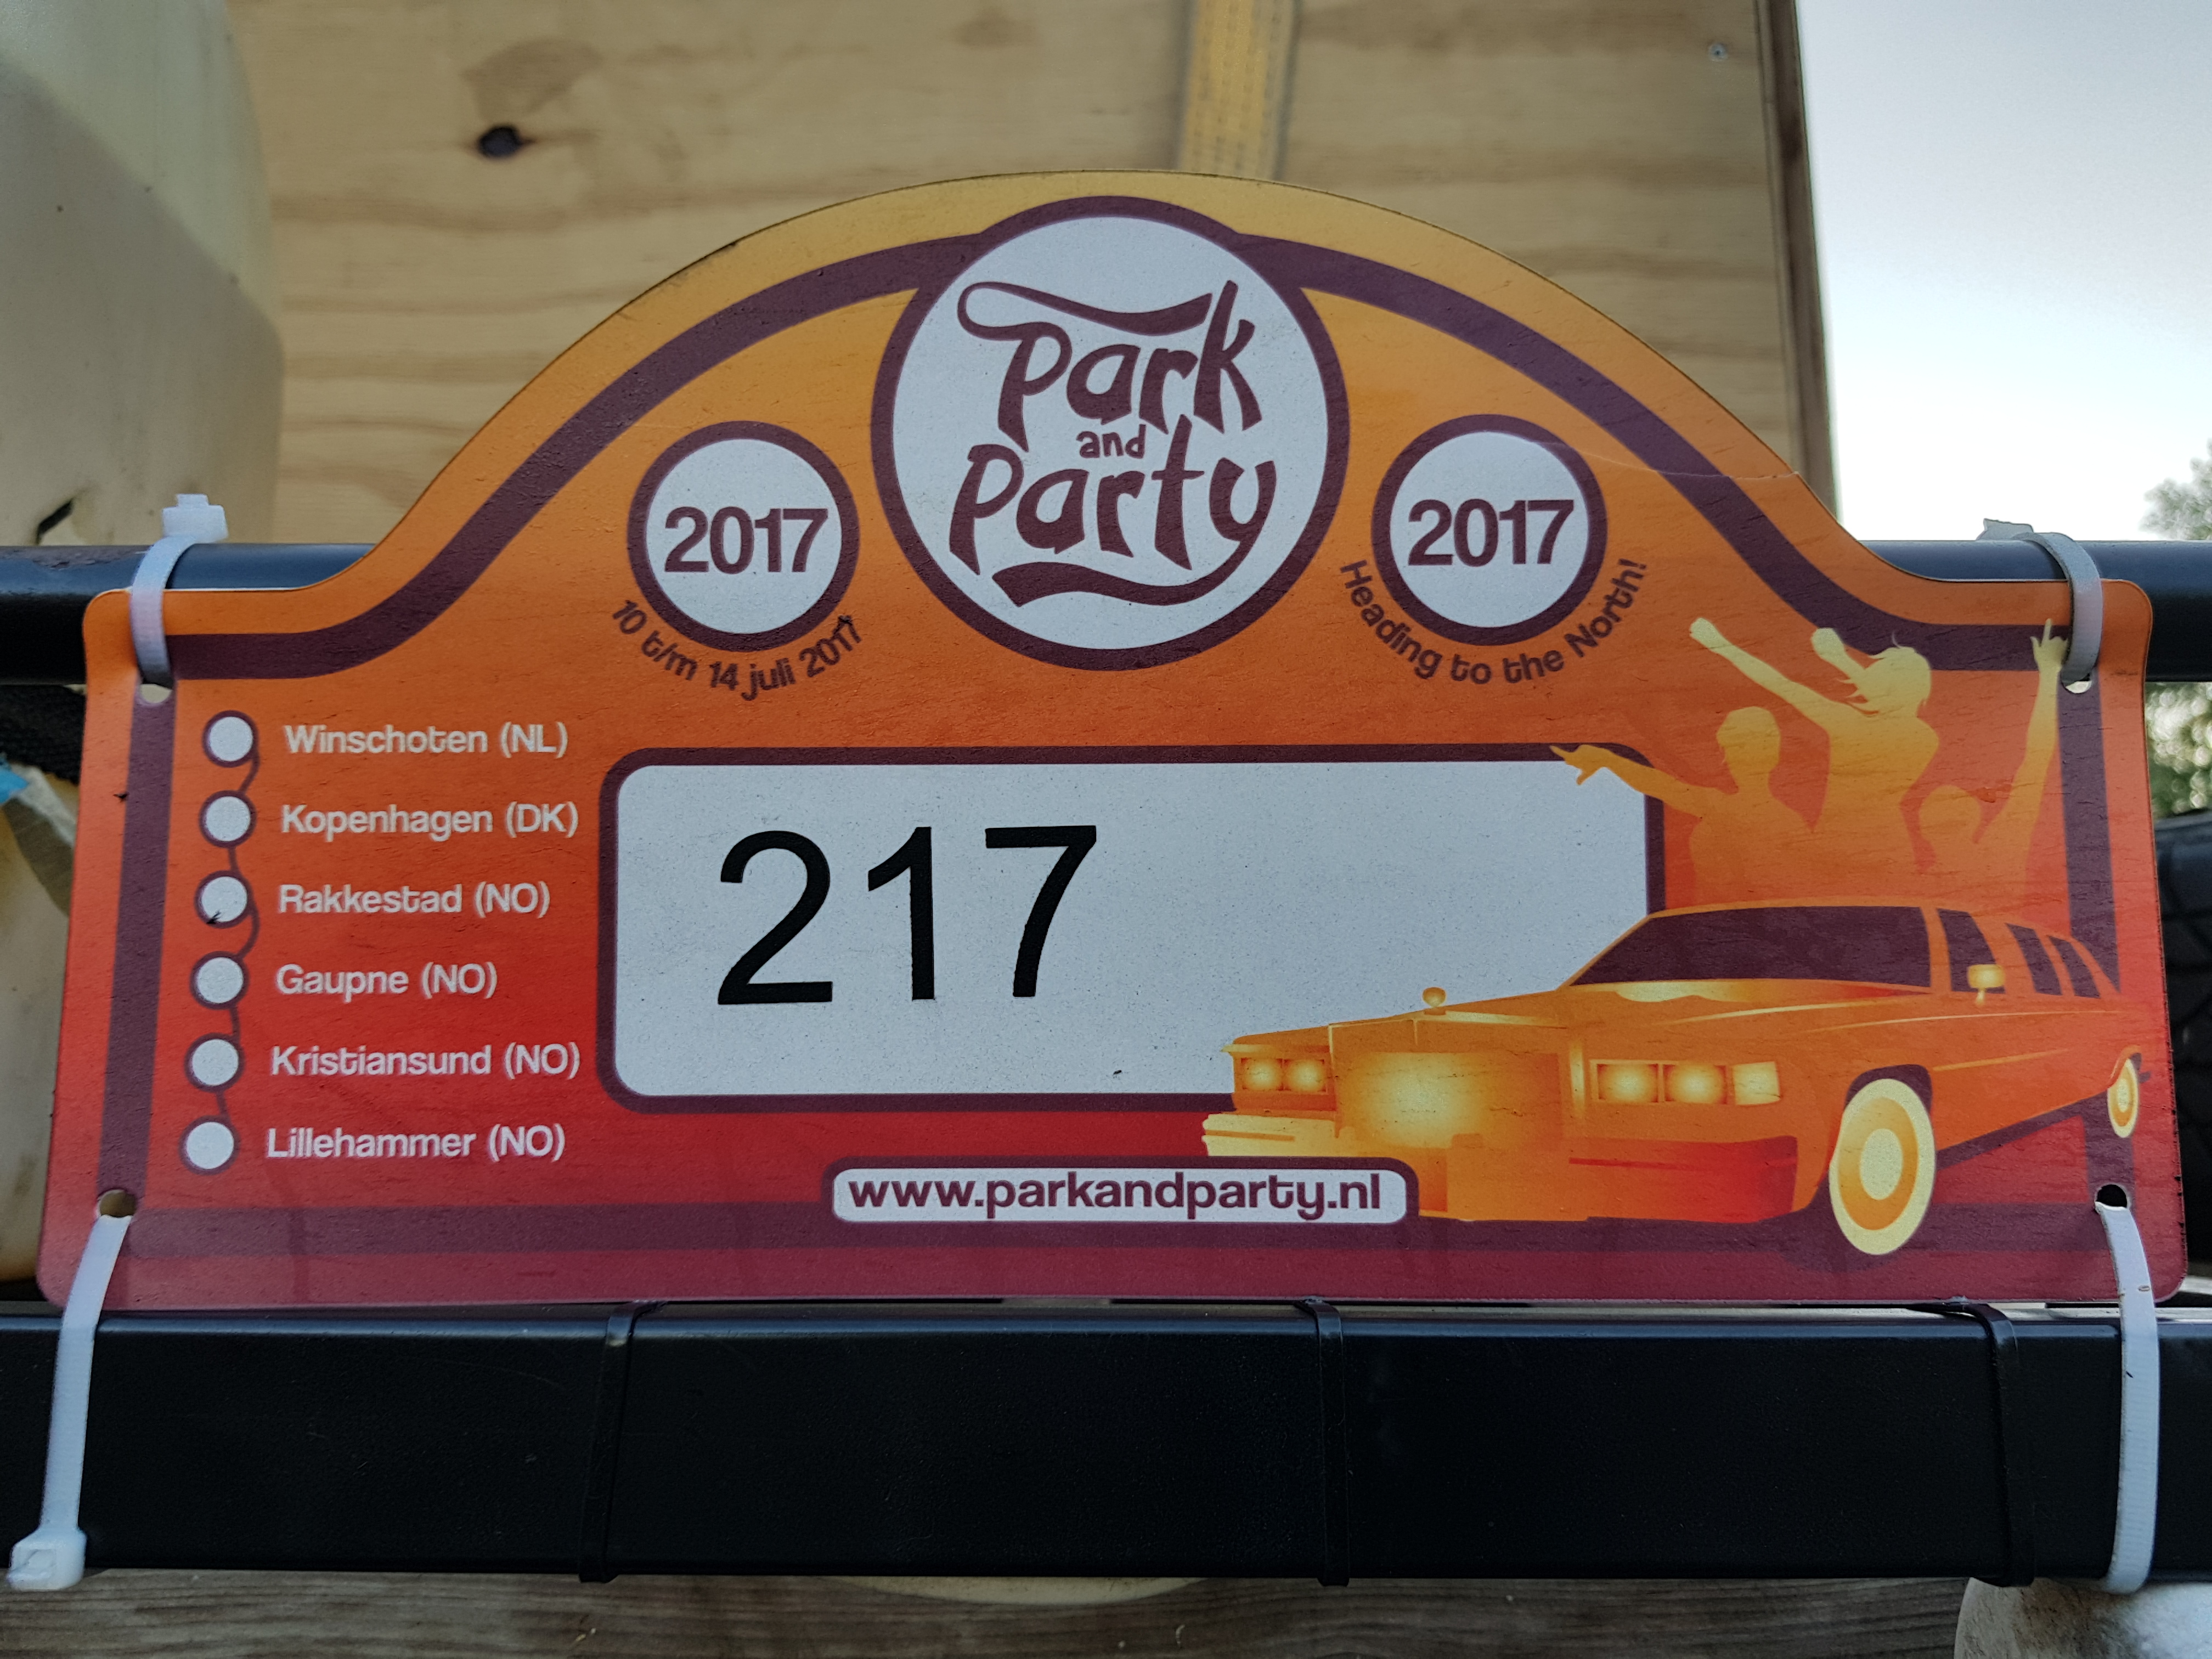 Park
and
Party
2017
10 t/m 14 juli 2017
2017
Heading to the North!
Winschoten (NL)
Kopenhagen (DK)
Rakkestad (NO)
Gaupne (NO)
Kristiansund (NO)
Lillehammer (NO)
217
www.parkandparty.nl